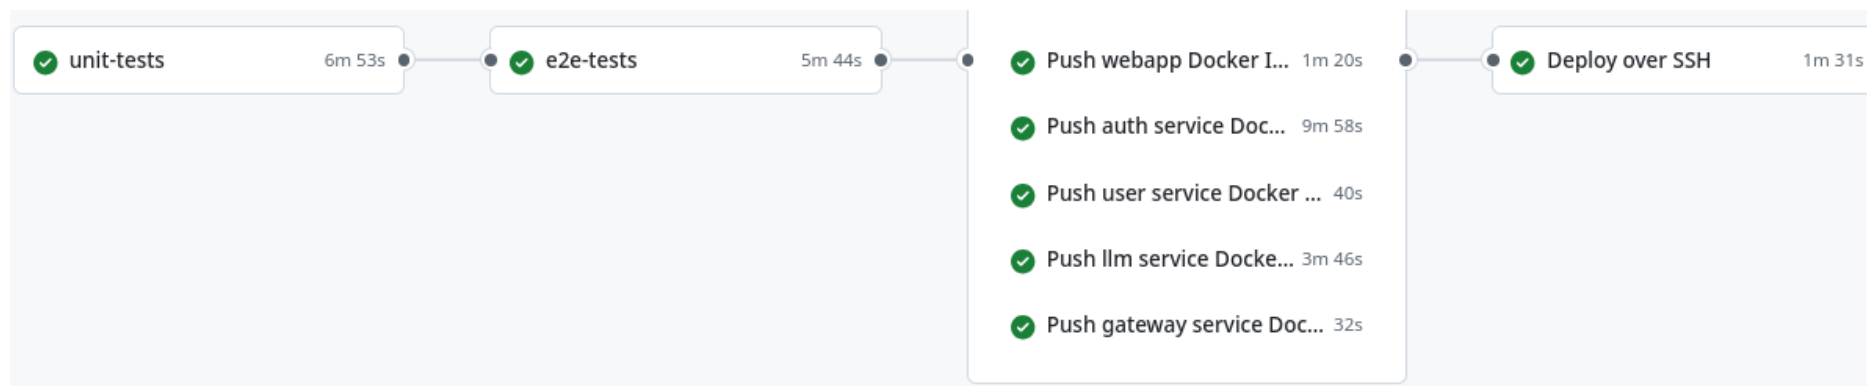 unit-tests 6m 53s
e2e-tests 5m 44s
Push webapp Docker I... 1m 20s
Push auth service Doc... 9m 58s
Push user service Docker ... 40s
Push llm service Docke... 3m 46s
Push gateway service Doc... 32s
Deploy over SSH 1m 31s